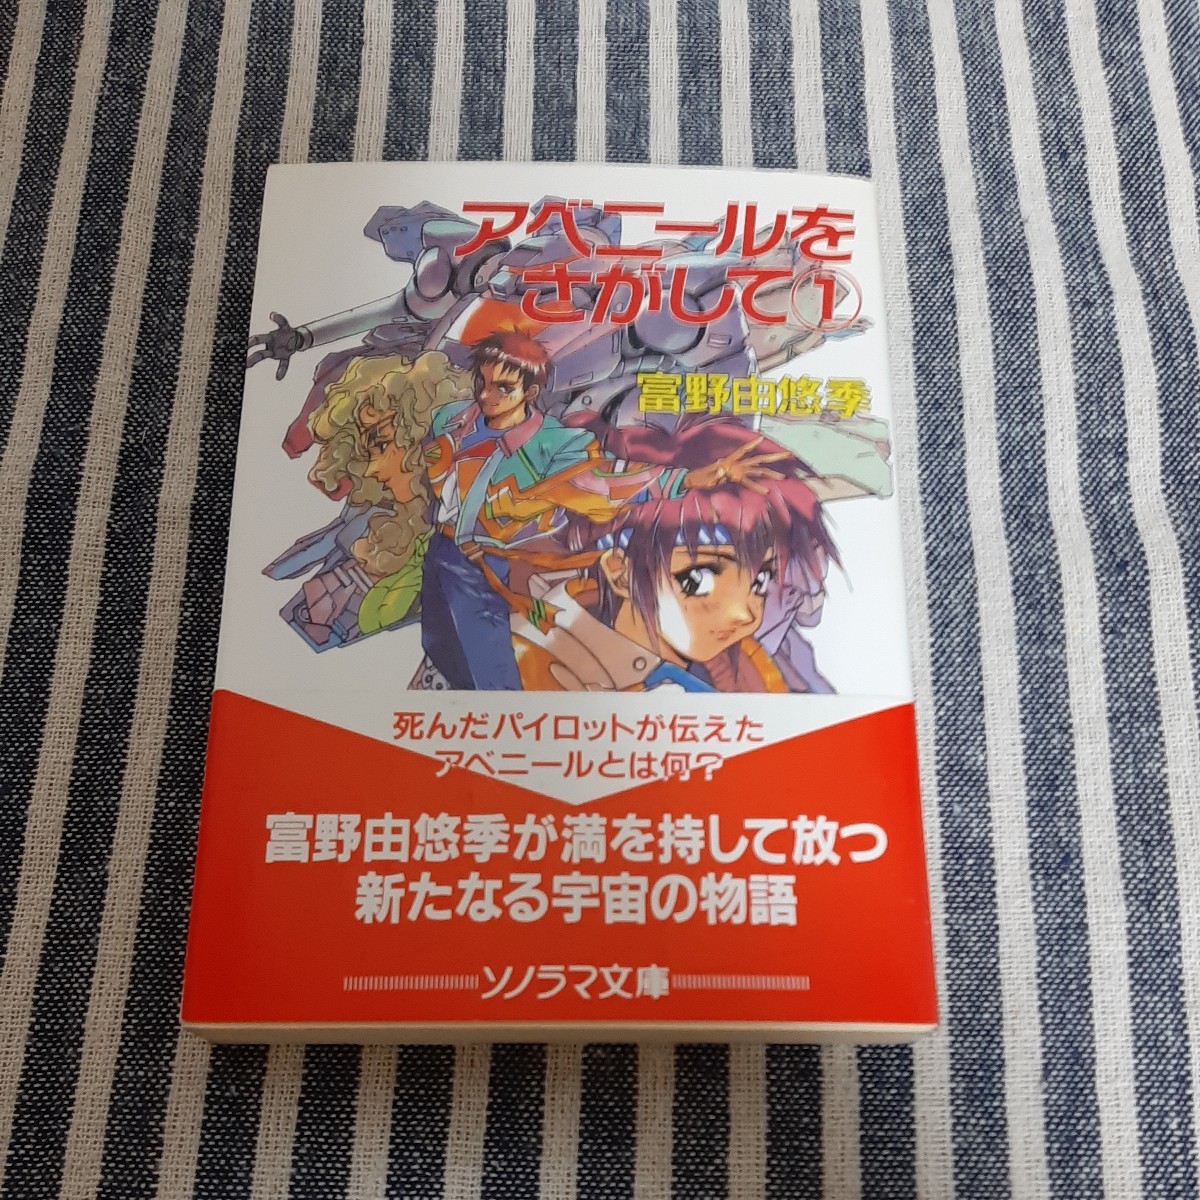 アベニールを
さがして①
富野由悠季
死んだパイロットが伝えた
アベニールとは何?
富野由悠季が満を持して放つ
新たなる宇宙の物語
ソノラマ文庫